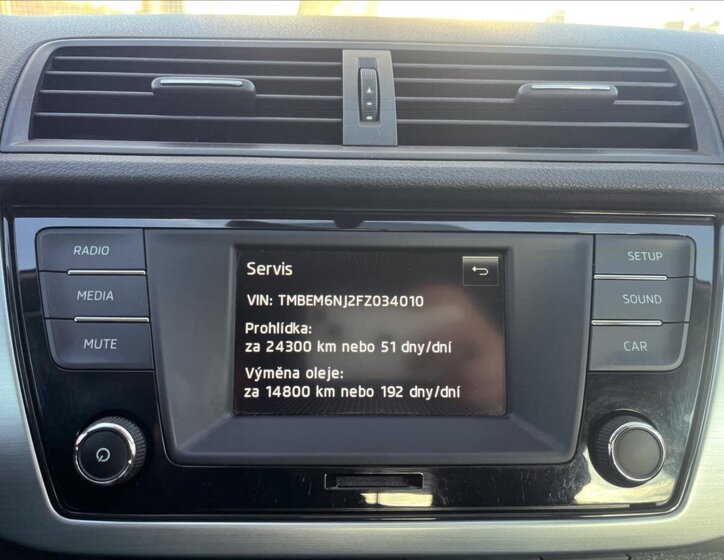 RADIO
MEDIA
MUTE
Servis
VIN: TMBEM6NJ2FZ034010
Prohlídka:
za 24300 km nebo 51 dny/dní
Výměna oleje:
za 14800 km nebo 192 dny/dní
SETUP
SOUND
CAR